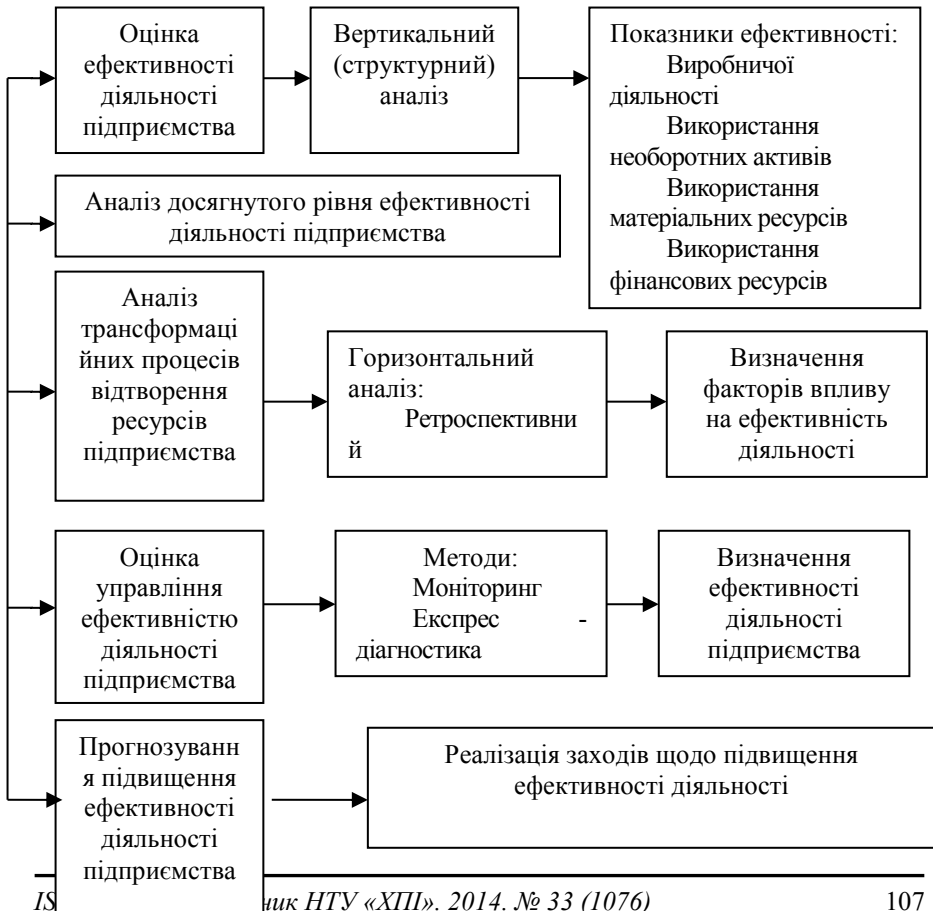 Оцінка
ефективності
діяльності
підприємства
Вертикальний
(структурний)
аналіз
Показники ефективності:
Виробничої
діяльності
Використання
необоротних активів
Використання
матеріальних ресурсів
Використання
фінансових ресурсів
Аналіз досягнутого рівня ефективності
діяльності підприємства
Аналіз
трансформаці
йних процесів
відтворення
ресурсів
підприємства
Горизонтальний
аналіз:
Ретроспективни
й
Визначення
факторів впливу
на ефективність
діяльності
Оцінка
управління
ефективністю
діяльності
підприємства
Методи:
Моніторинг
Експрес -
діагностика
Визначення
ефективності
діяльності
підприємства
Прогнозуванн
я підвищення
ефективності
діяльності
підприємства
Реалізація заходів щодо підвищення
ефективності діяльності
НТУ «ХПІ». 2014. № 33 (1076) 107